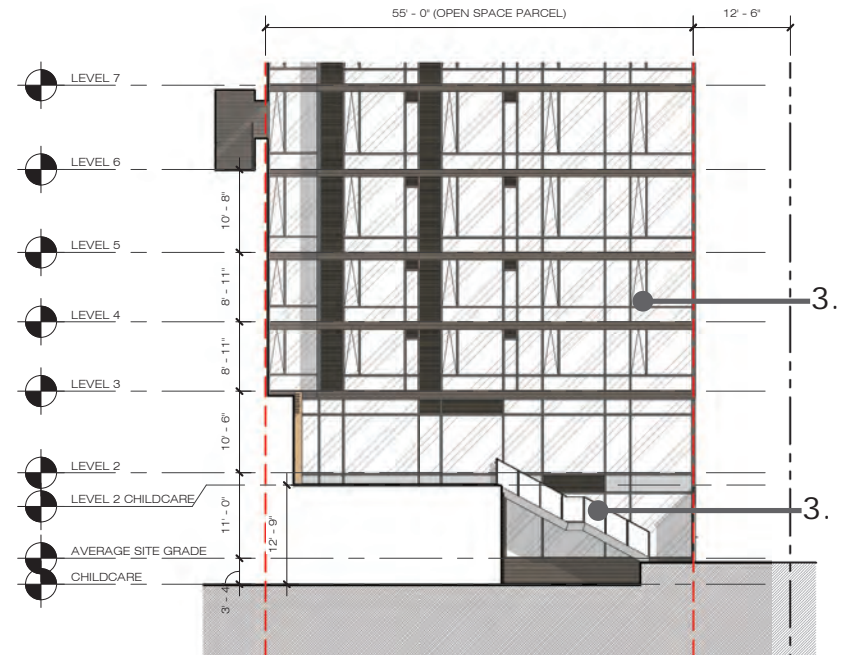 55' - 0" (OPEN SPACE PARCEL)
12' - 6"
LEVEL 7
LEVEL 6
10' - 8"
LEVEL 5
8' - 11"
3.
LEVEL 4
8' - 11"
LEVEL 3
10' - 6"
LEVEL 2
LEVEL 2 CHILDCARE
3.
11' - 0"
12' - 9"
AVERAGE SITE GRADE
CHILDCARE
3' - 4"